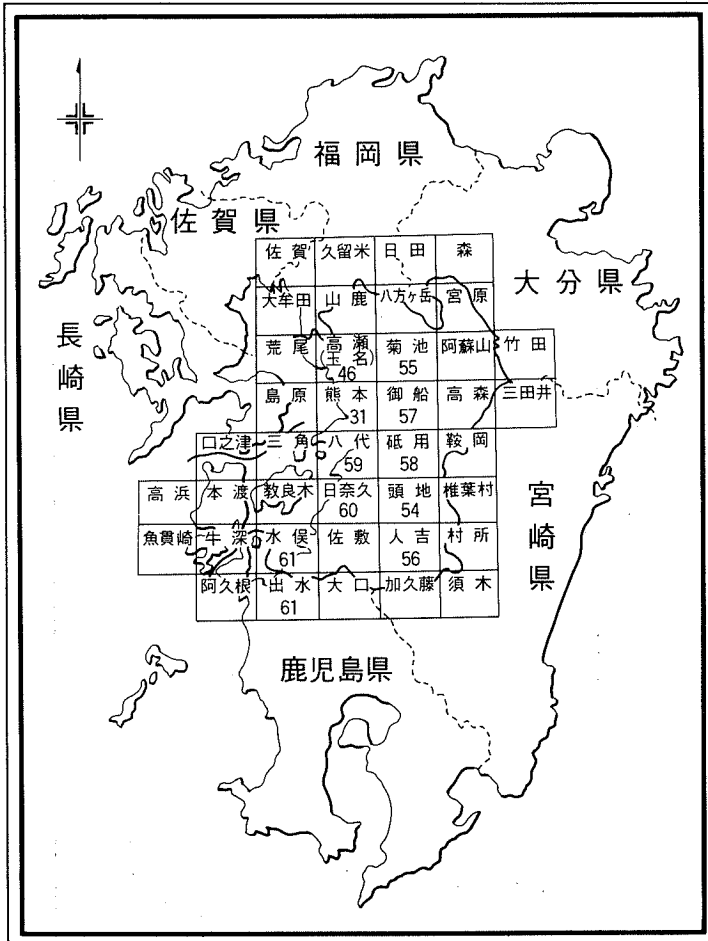 福岡県
佐賀県
佐賀 久留米 日田 森
大分県
大牟田 山鹿 八方ヶ岳 宮原
長崎県
荒尾 高瀬 菊池 阿蘇山 竹田
(玉名)
46 55
島原 熊本 御船 高森 三田井
31 57
口之津 三角 八代 砥用 鞍岡
59 58
高浜 本渡 教良木 日奈久 頭地 椎葉村
60 54
宮崎県
魚貫崎 牛深 水俣 佐敷 人吉 村所
61 56
阿久根 出水 大口 加久藤 須木
61
鹿児島県